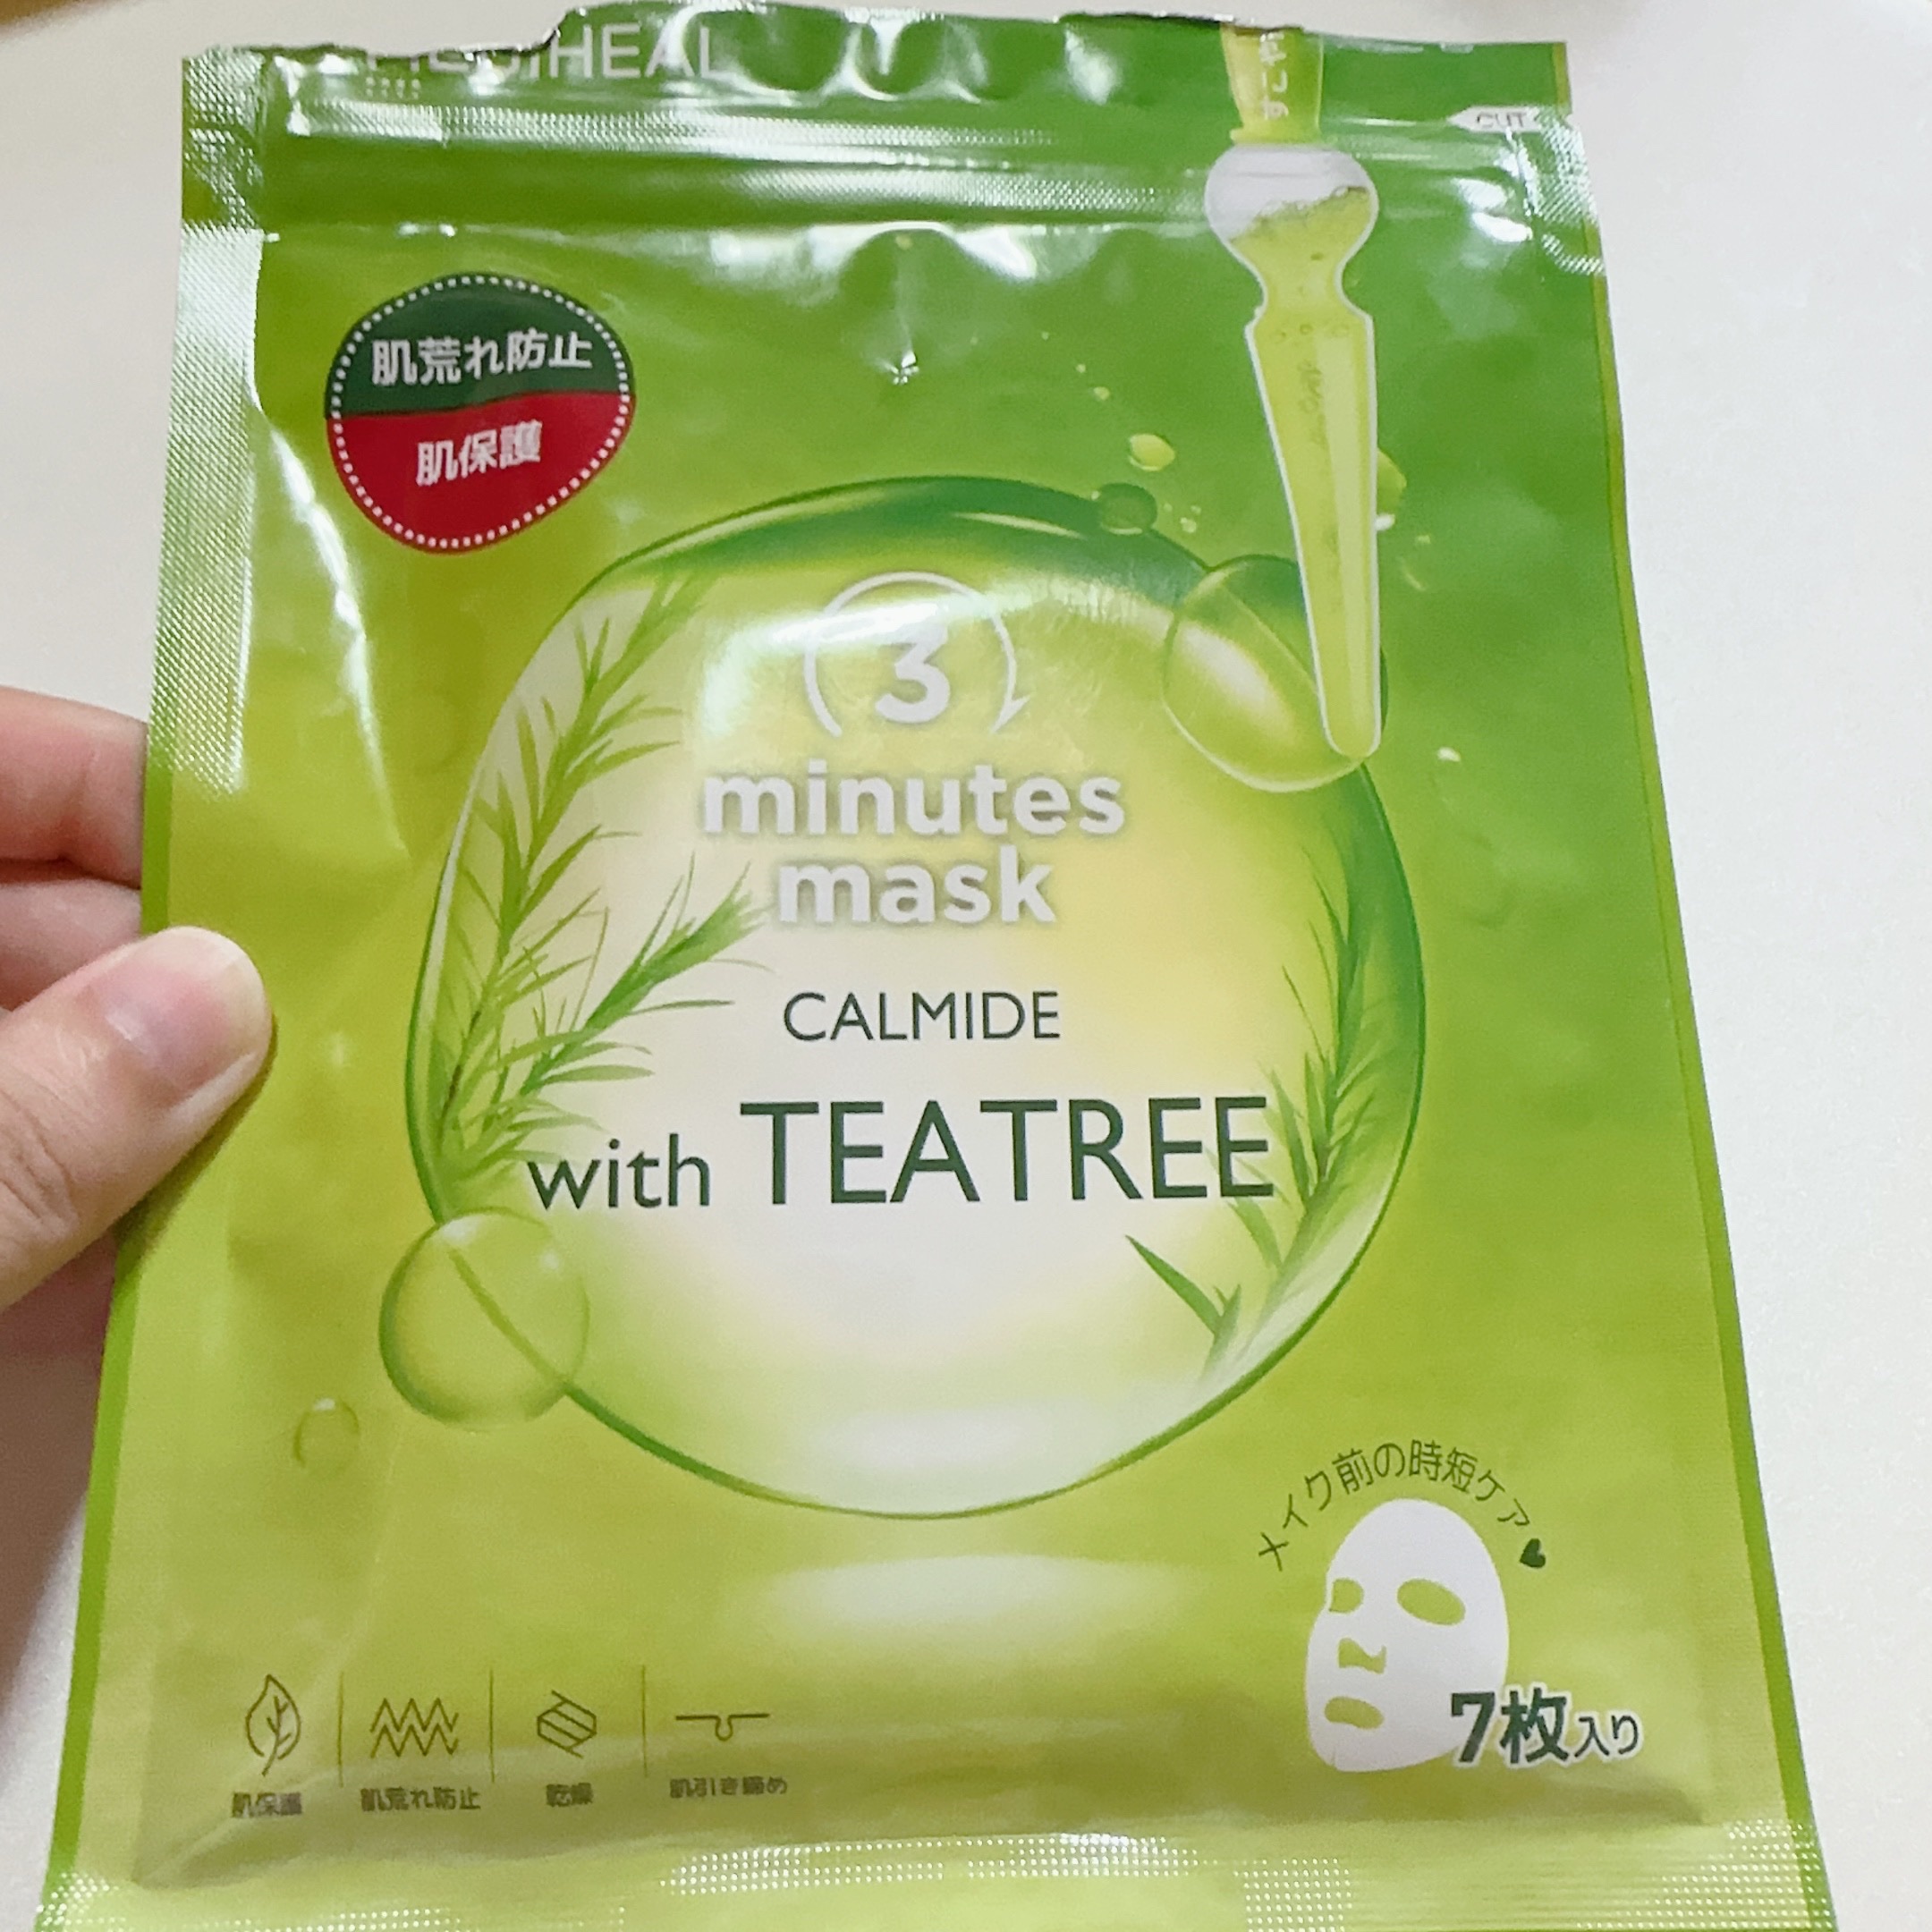 MEDIHEAL
CUT
肌荒れ防止
肌保護
3
minutes
mask
CALMIDE
with TEATREE
メイク前の時短ケア♥
7枚入り
肌保護
肌荒れ防止
乾燥
肌引き締め